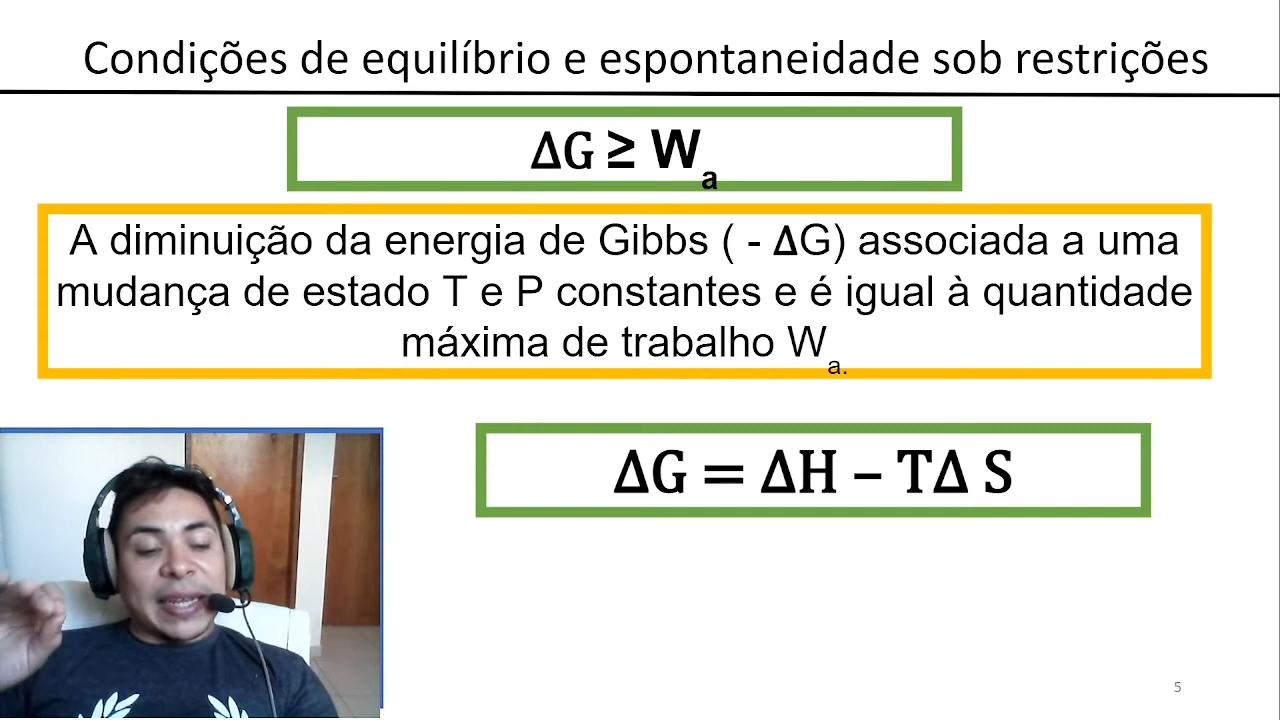 Condições de equilíbrio e espontaneidade sob restrições
ΔG ≥ Wa
A diminuição da energia de Gibbs ( - ΔG) associada a uma
mudança de estado T e P constantes e é igual à quantidade
máxima de trabalho Wa.
ΔG = ΔH – TΔ S
5